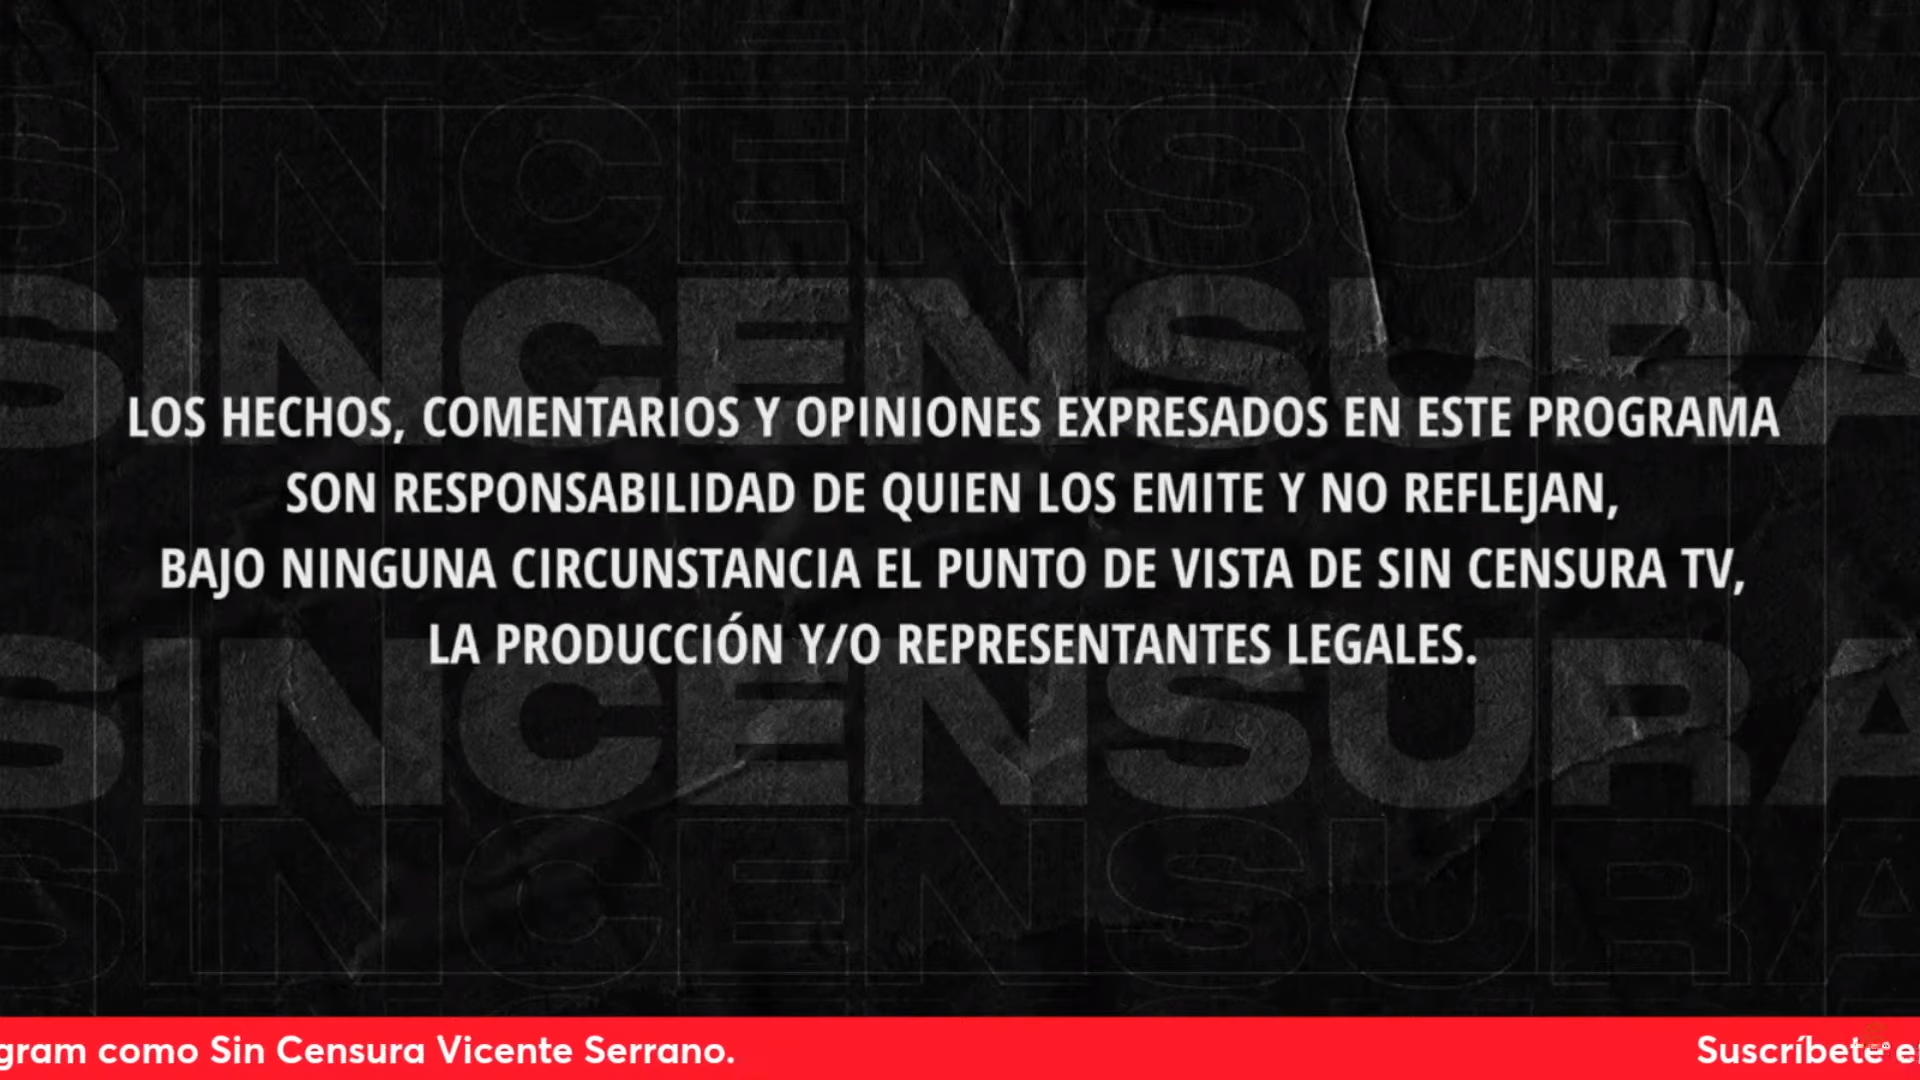 SINCENSURA
SINCENSURA
LOS HECHOS, COMENTARIOS Y OPINIONES EXPRESADOS EN ESTE PROGRAMA
SON RESPONSABILIDAD DE QUIEN LOS EMITE Y NO REFLEJAN,
BAJO NINGUNA CIRCUNSTANCIA EL PUNTO DE VISTA DE SIN CENSURA TV,
LA PRODUCCIÓN Y/O REPRESENTANTES LEGALES.
SINCENSURA
SINCENSURA
gram como Sin Censura Vicente Serrano.
Suscríbete